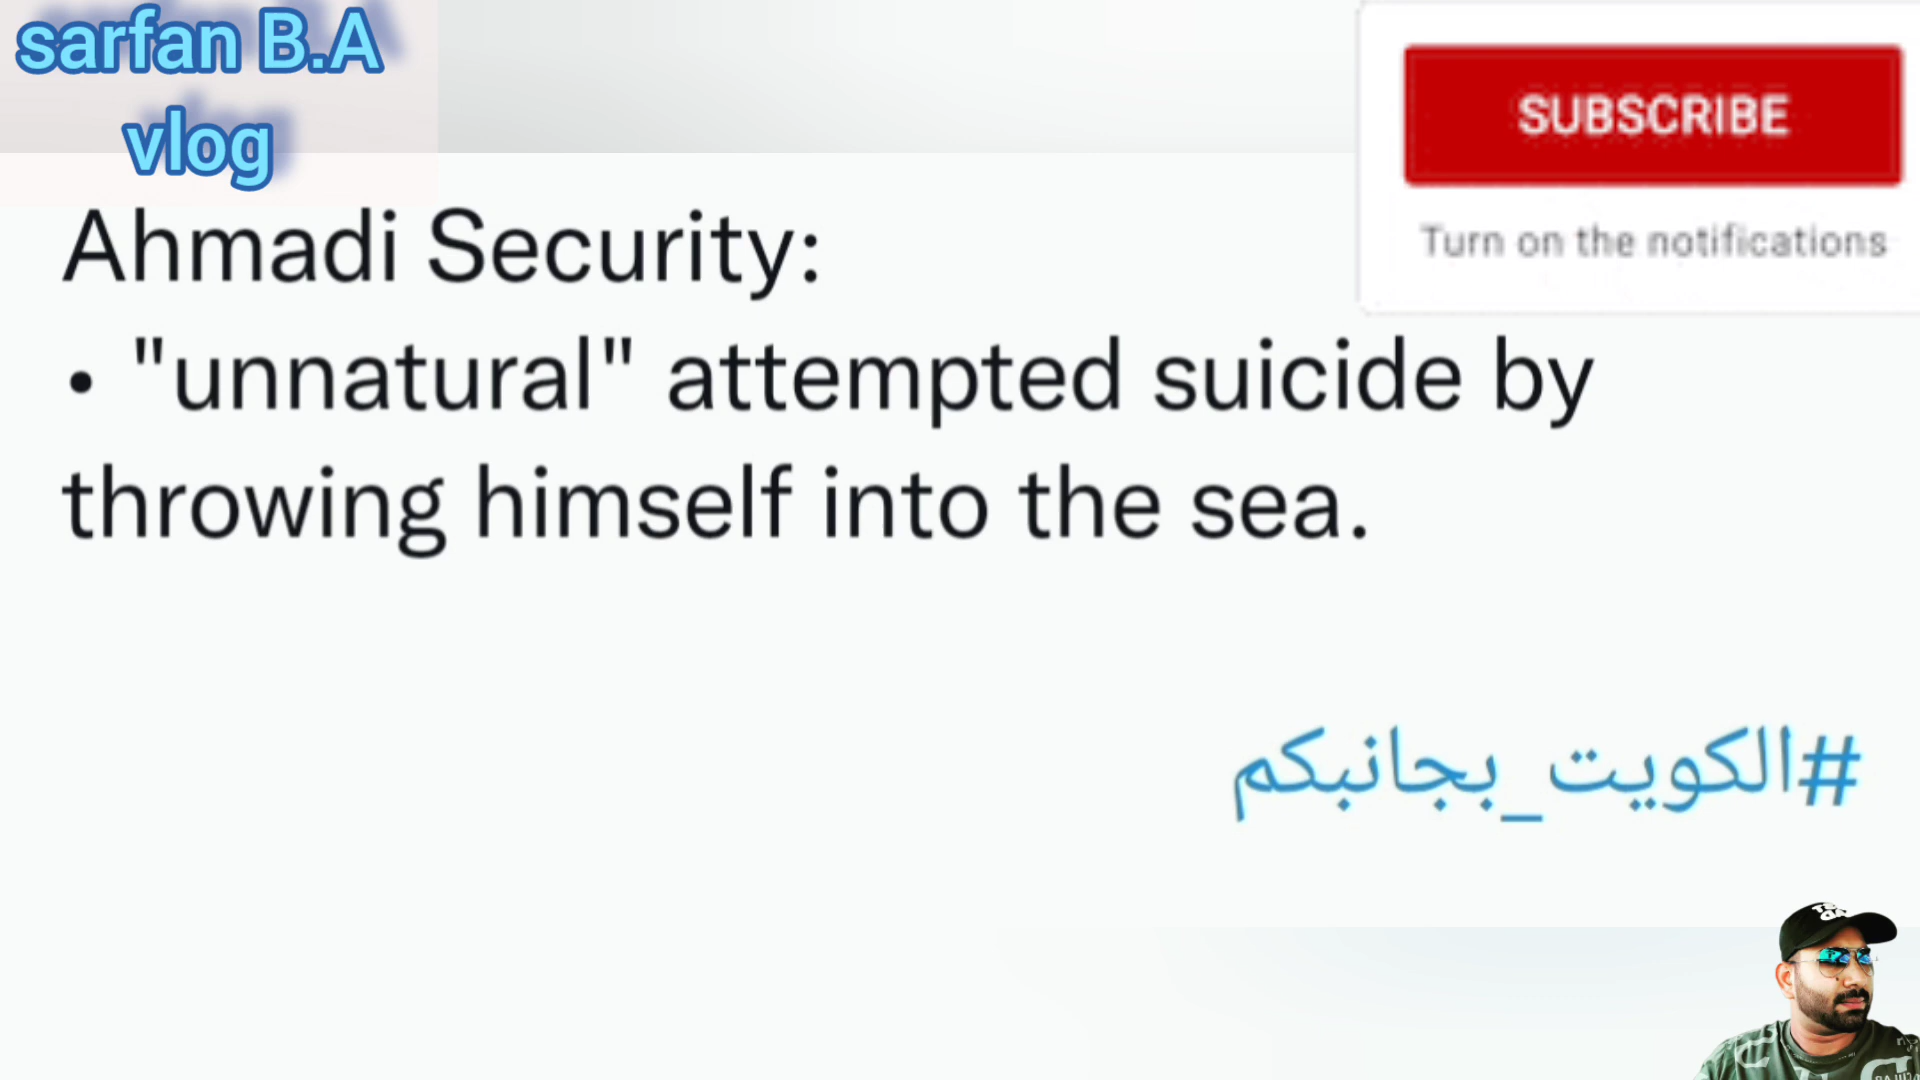 sarfan B.A
vlog
SUBSCRIBE
Turn on the notifications
Ahmadi Security:
• "unnatural" attempted suicide by
throwing himself into the sea.
#الكويت_بجانبكم